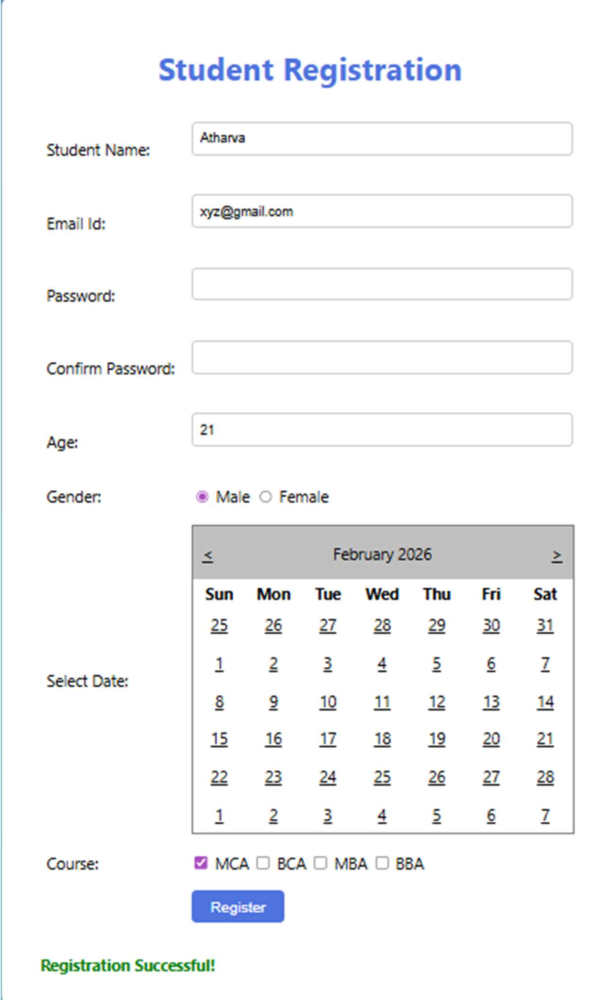 Student Registration
Student Name: Atharva
Email Id: xyz@gmail.com
Password:
Confirm Password:
Age: 21
Gender: Male Female
< February 2026 >
Sun Mon Tue Wed Thu Fri Sat
25 26 27 28 29 30 31
1 2 3 4 5 6 7
Select Date:
8 9 10 11 12 13 14
15 16 17 18 19 20 21
22 23 24 25 26 27 28
1 2 3 4 5 6 7
Course: MCA BCA MBA BBA
Register
Registration Successful!